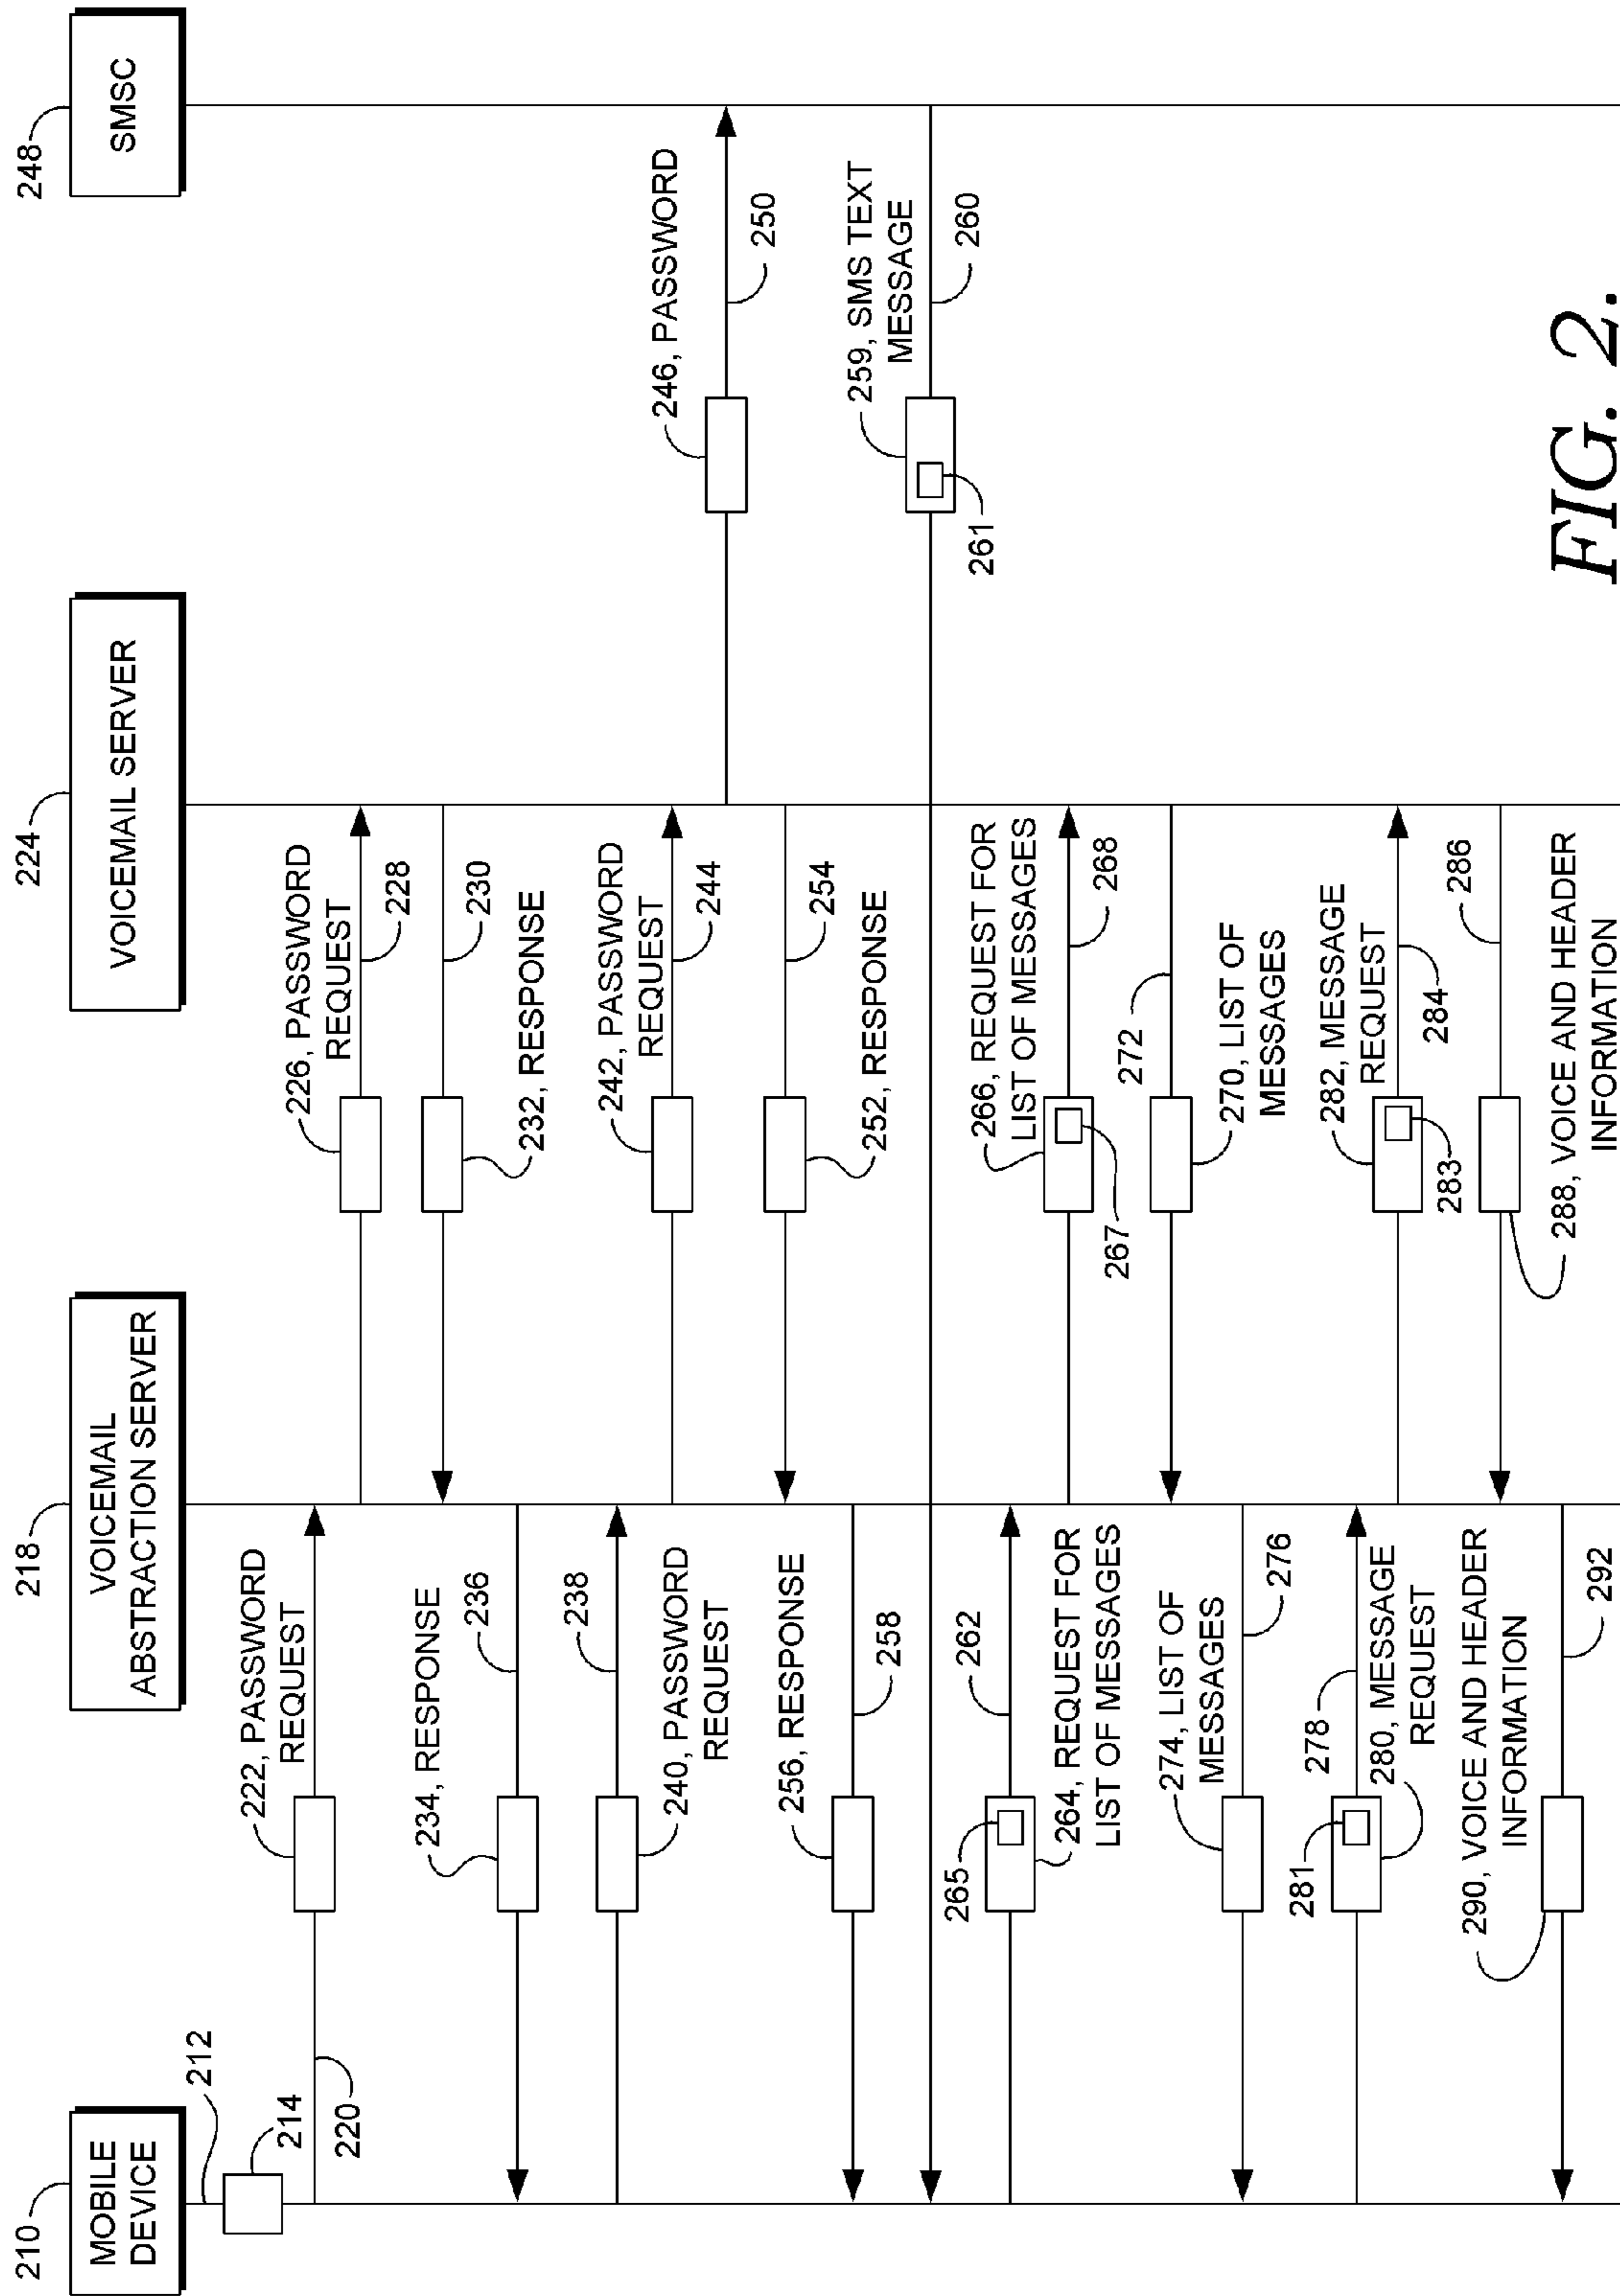 210
MOBILE
DEVICE
212
214
218
VOICEMAIL
ABSTRACTION SERVER
224
VOICEMAIL SERVER
248
SMSC
222, PASSWORD
REQUEST
220
226, PASSWORD
REQUEST
228
230
232, RESPONSE
234, RESPONSE
236
238
240, PASSWORD
REQUEST
242, PASSWORD
REQUEST
244
246, PASSWORD
250
254
252, RESPONSE
256, RESPONSE
258
259, SMS TEXT
MESSAGE
260
261
262
265
264, REQUEST FOR
LIST OF MESSAGES
266, REQUEST FOR
LIST OF MESSAGES
268
267
272
270, LIST OF
MESSAGES
274, LIST OF
MESSAGES
276
278
281
280, MESSAGE
REQUEST
282, MESSAGE
REQUEST
284
283
286
288, VOICE AND HEADER
INFORMATION
290, VOICE AND HEADER
INFORMATION
292
FIG. 2.